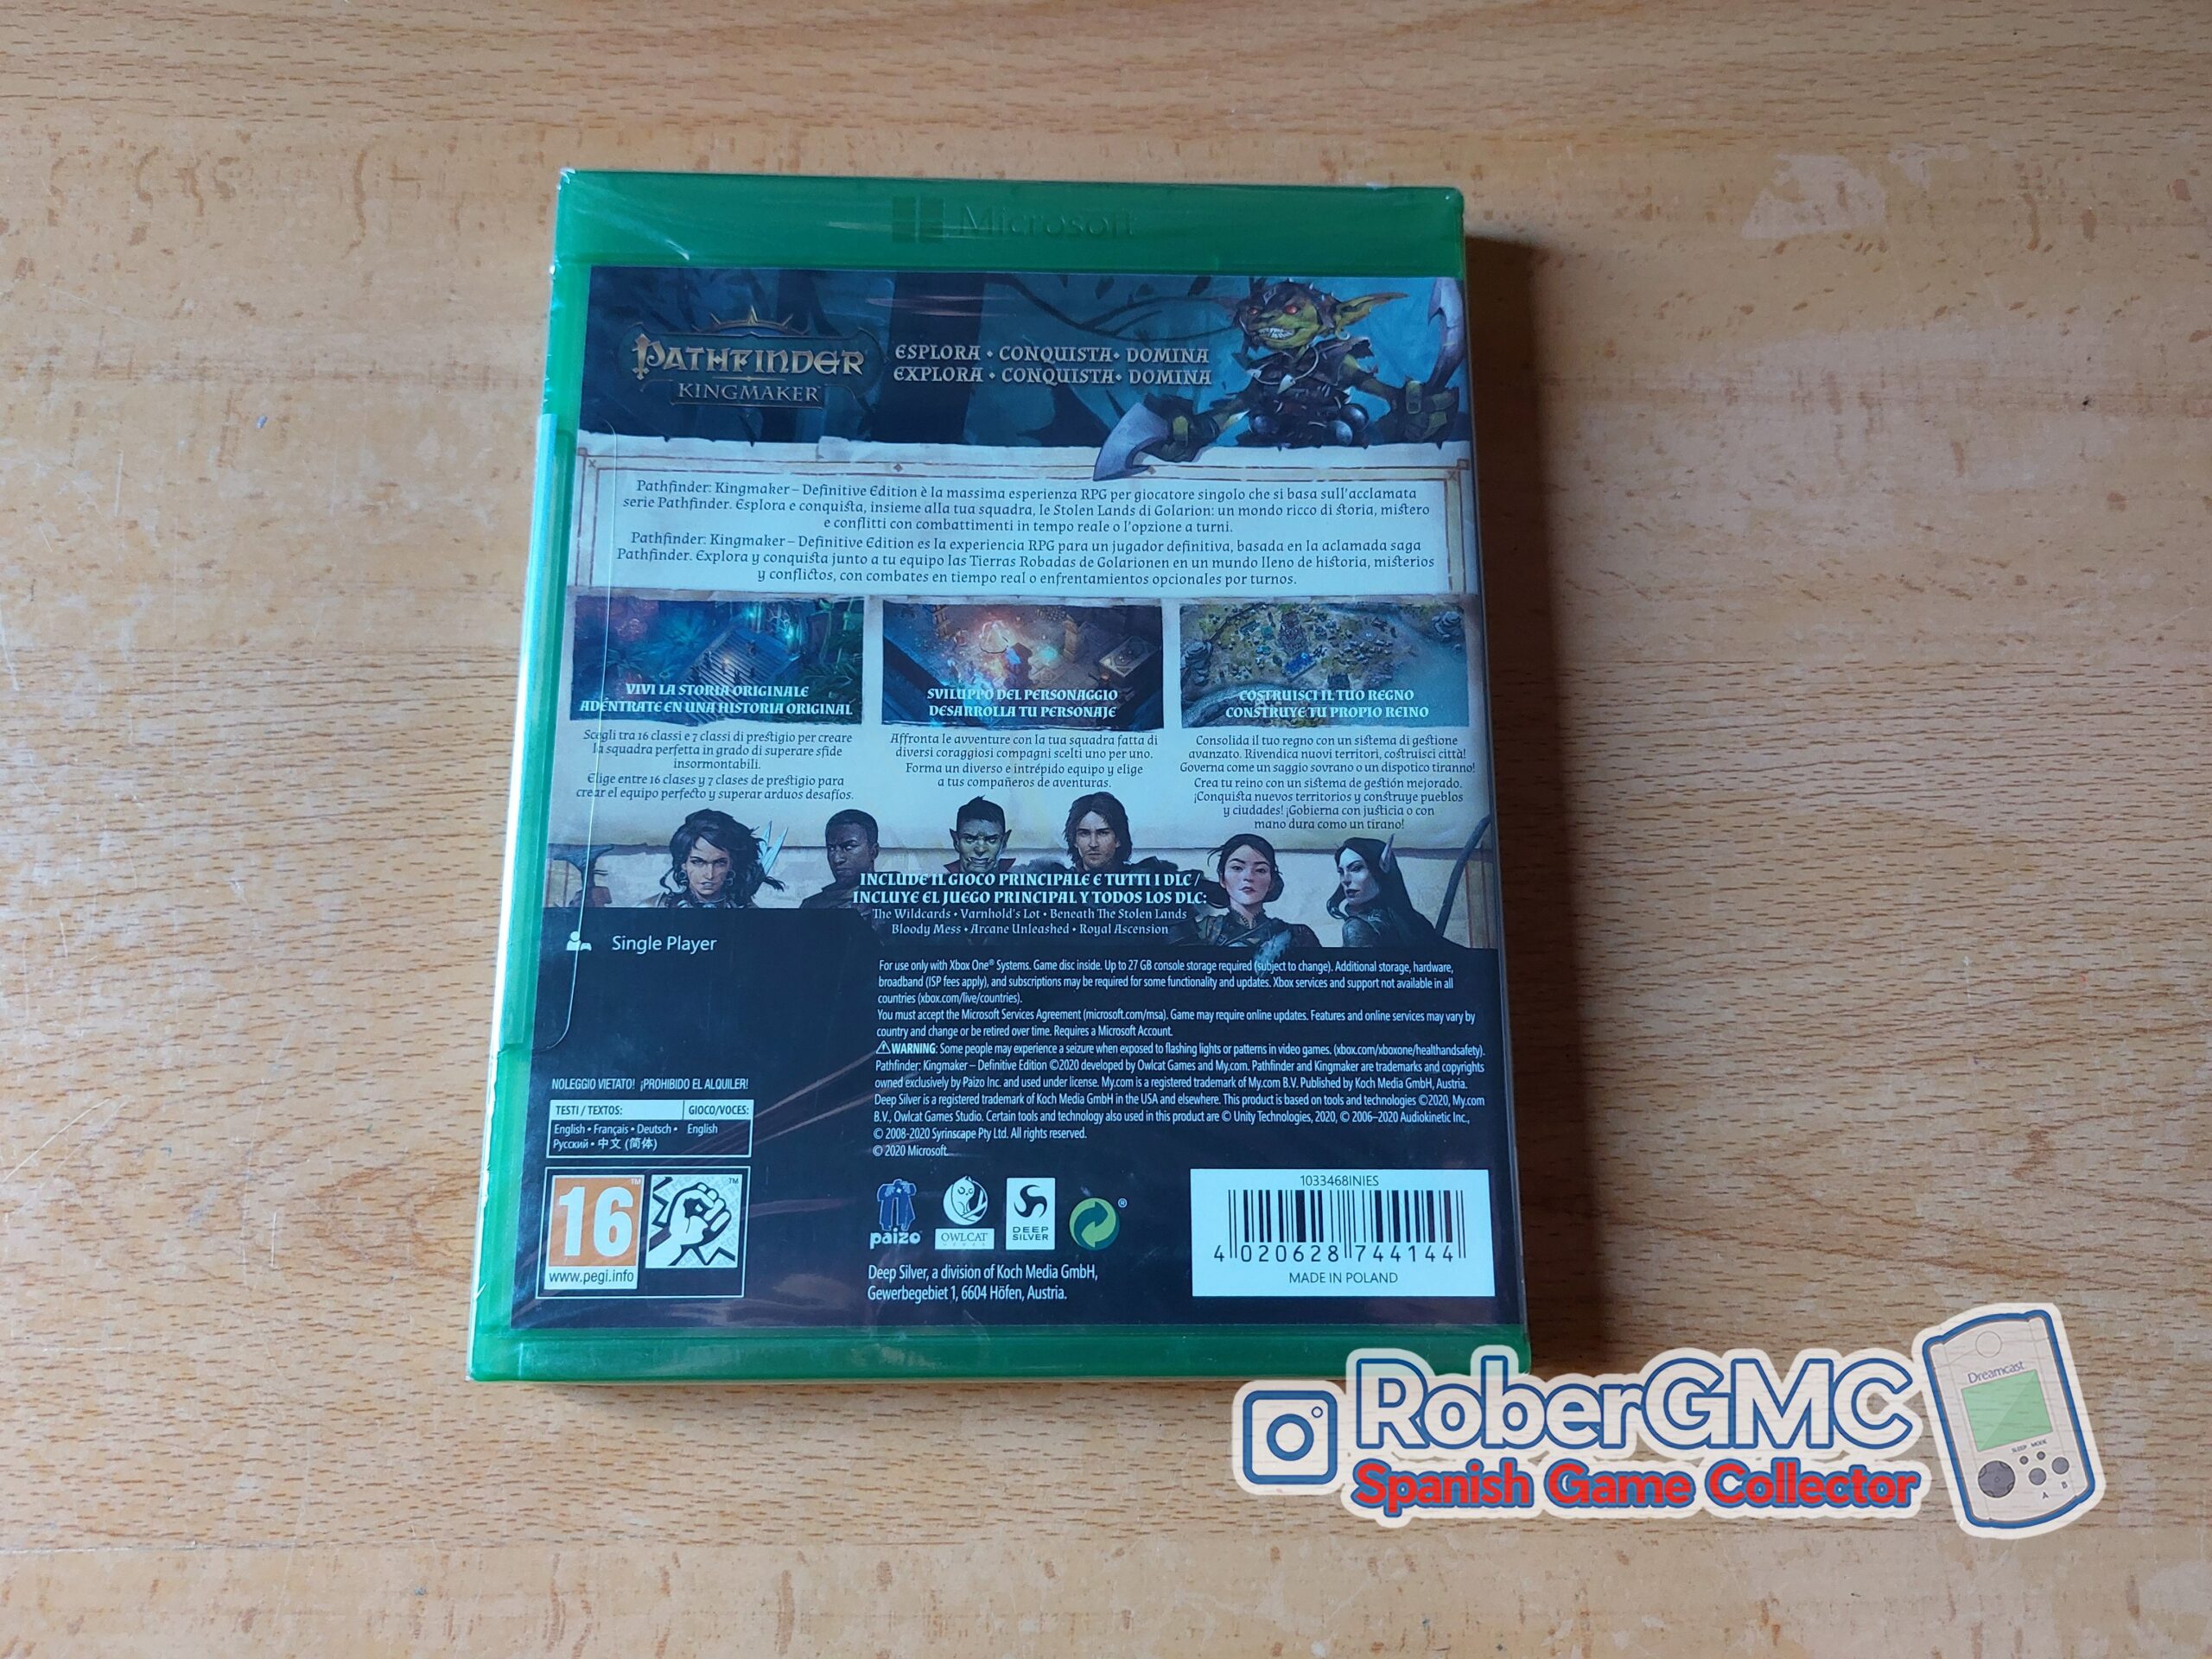 Microsoft
PATHFINDER
KINGMAKER
ESPLORA • CONQUISTA • DOMINA
EXPLORA • CONQUISTA • DOMINA
Pathfinder: Kingmaker – Definitive Edition è la massima esperienza RPG per giocatore singolo che si basa sull'acclamata
serie Pathfinder. Esplora e conquista, insieme alla tua squadra, le Stolen Lands di Golarion: un mondo ricco di storia, mistero
e conflitti con combattimenti in tempo reale o l'opzione a turni.
Pathfinder: Kingmaker – Definitive Edition es la experiencia RPG para un jugador definitiva, basada en la aclamada saga
Pathfinder. Explora y conquista junto a tu equipo las Tierras Robadas de Golarionen en un mundo lleno de historia, misterios
y conflictos, con combates en tiempo real o enfrentamientos opcionales por turnos.
VIVI LA STORIA ORIGINALE
ADÉNTRATE EN UNA HISTORIA ORIGINAL
Scegli tra 16 classi e 7 classi di prestigio per creare
la squadra perfetta in grado di superare sfide
insormontabili.
Elige entre 16 clases y 7 clases de prestigio para
crear el equipo perfecto y superar arduos desafíos.
SVILUPPO DEL PERSONAGGIO
DESARROLLA TU PERSONAJE
Affronta le avventure con la tua squadra fatta di
diversi coraggiosi compagni scelti uno per uno.
Forma un diverso e intrépido equipo y elige
a tus compañeros de aventuras.
COSTRUISCI IL TUO REGNO
CONSTRUYE TU PROPIO REINO
Consolida il tuo regno con un sistema di gestione
avanzato. Rivendica nuovi territori, costruisci città!
Governa come un saggio sovrano o un dispotico tiranno!
Crea tu reino con un sistema de gestión mejorado.
¡Conquista nuevos territorios y construye pueblos
y ciudades! ¡Gobierna con justicia o con
mano dura como un tirano!
INCLUDE IL GIOCO PRINCIPALE E TUTTI I DLC /
INCLUYE EL JUEGO PRINCIPAL Y TODOS LOS DLC:
The Wildcards • Varnhold's Lot • Beneath The Stolen Lands
Bloody Mess • Arcane Unleashed • Royal Ascension
Single Player
For use only with Xbox One® Systems. Game disc inside. Up to 27 GB console storage required (subject to change). Additional storage, hardware,
broadband (ISP fees apply), and subscriptions may be required for some functionality and updates. Xbox services and support not available in all
countries (xbox.com/live/countries).
You must accept the Microsoft Services Agreement (microsoft.com/msa). Game may require online updates. Features and online services may vary by
country and change or be retired over time. Requires a Microsoft Account.
WARNING: Some people may experience a seizure when exposed to flashing lights or patterns in video games. (xbox.com/xboxone/healthandsafety).
Pathfinder: Kingmaker – Definitive Edition ©2020 developed by Owlcat Games and My.com. Pathfinder and Kingmaker are trademarks and copyrights
owned exclusively by Paizo Inc. and used under license. My.com is a registered trademark of My.com B.V. Published by Koch Media GmbH, Austria.
Deep Silver is a registered trademark of Koch Media GmbH in the USA and elsewhere. This product is based on tools and technologies ©2020, My.com
B.V., Owlcat Games Studio. Certain tools and technology also used in this product are © Unity Technologies, 2020, © 2006–2020 Audiokinetic Inc.,
© 2008-2020 Syrinscape Pty Ltd. All rights reserved.
© 2020 Microsoft.
NOLEGGIO VIETATO! ¡PROHIBIDO EL ALQUILER!
TESTI / TEXTOS: GIOCO/VOCES:
English • Français • Deutsch • English
Русский • 中文 (简体)
16
www.pegi.info
paizo
OWLCAT
GAMES
DEEP
SILVER
Deep Silver, a division of Koch Media GmbH,
Gewerbegebiet 1, 6604 Höfen, Austria.
1033468INIES
4 020628 744144
MADE IN POLAND
RoberGMC
Spanish Game Collector
Dreamcast
SLEEP MODE
A B